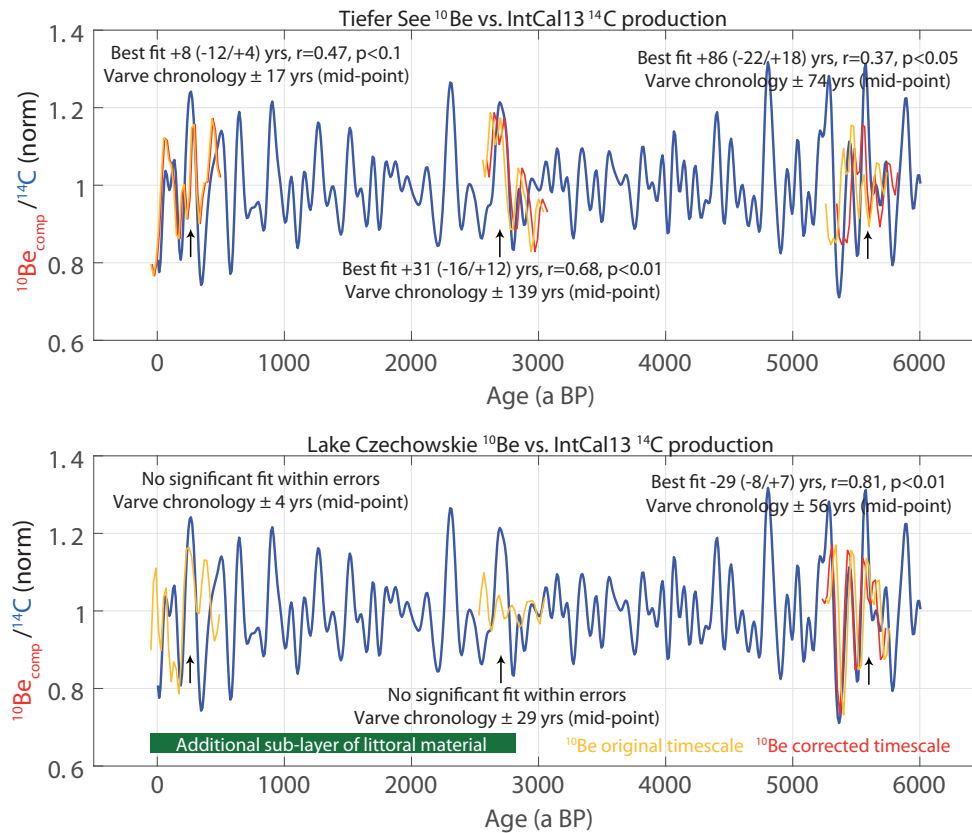 Tiefer See ¹⁰Be vs. IntCal13 ¹⁴C production
1.4
Best fit +8 (-12/+4) yrs, r=0.47, p<0.1
Varve chronology ± 17 yrs (mid-point)
Best fit +86 (-22/+18) yrs, r=0.37, p<0.05
Varve chronology ± 74 yrs (mid-point)
1.2
1
0.8
0.6
¹⁰Be_comp /¹⁴C (norm)
Best fit +31 (-16/+12) yrs, r=0.68, p<0.01
Varve chronology ± 139 yrs (mid-point)
0 1000 2000 3000 4000 5000 6000
Age (a BP)
Lake Czechowskie ¹⁰Be vs. IntCal13 ¹⁴C production
1.4
No significant fit within errors
Varve chronology ± 4 yrs (mid-point)
Best fit -29 (-8/+7) yrs, r=0.81, p<0.01
Varve chronology ± 56 yrs (mid-point)
1.2
1
0.8
0.6
¹⁰Be_comp /¹⁴C (norm)
No significant fit within errors
Varve chronology ± 29 yrs (mid-point)
Additional sub-layer of littoral material
¹⁰Be original timescale
¹⁰Be corrected timescale
0 1000 2000 3000 4000 5000 6000
Age (a BP)